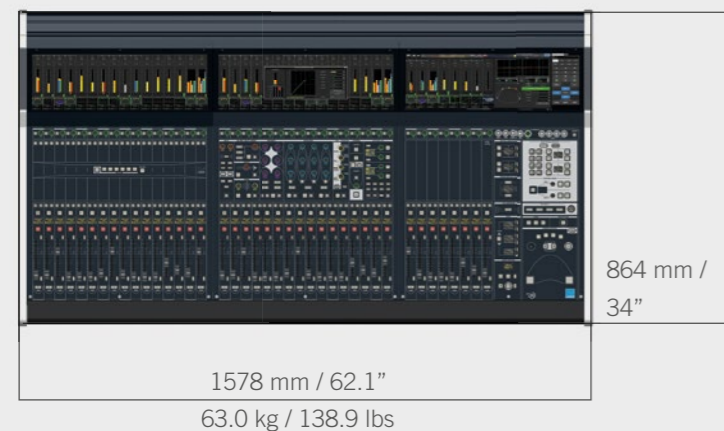 864 mm /
34”
1578 mm / 62.1”
63.0 kg / 138.9 lbs